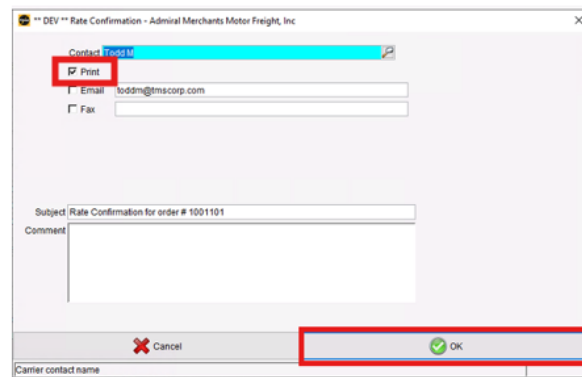 ** DEV ** Rate Confirmation - Admiral Merchants Motor Freight, Inc
Contact Todd M
Print
Email toddm@tmscorp.com
Fax
Subject Rate Confirmation for order # 1001101
Comment
Cancel
OK
Carrier contact name